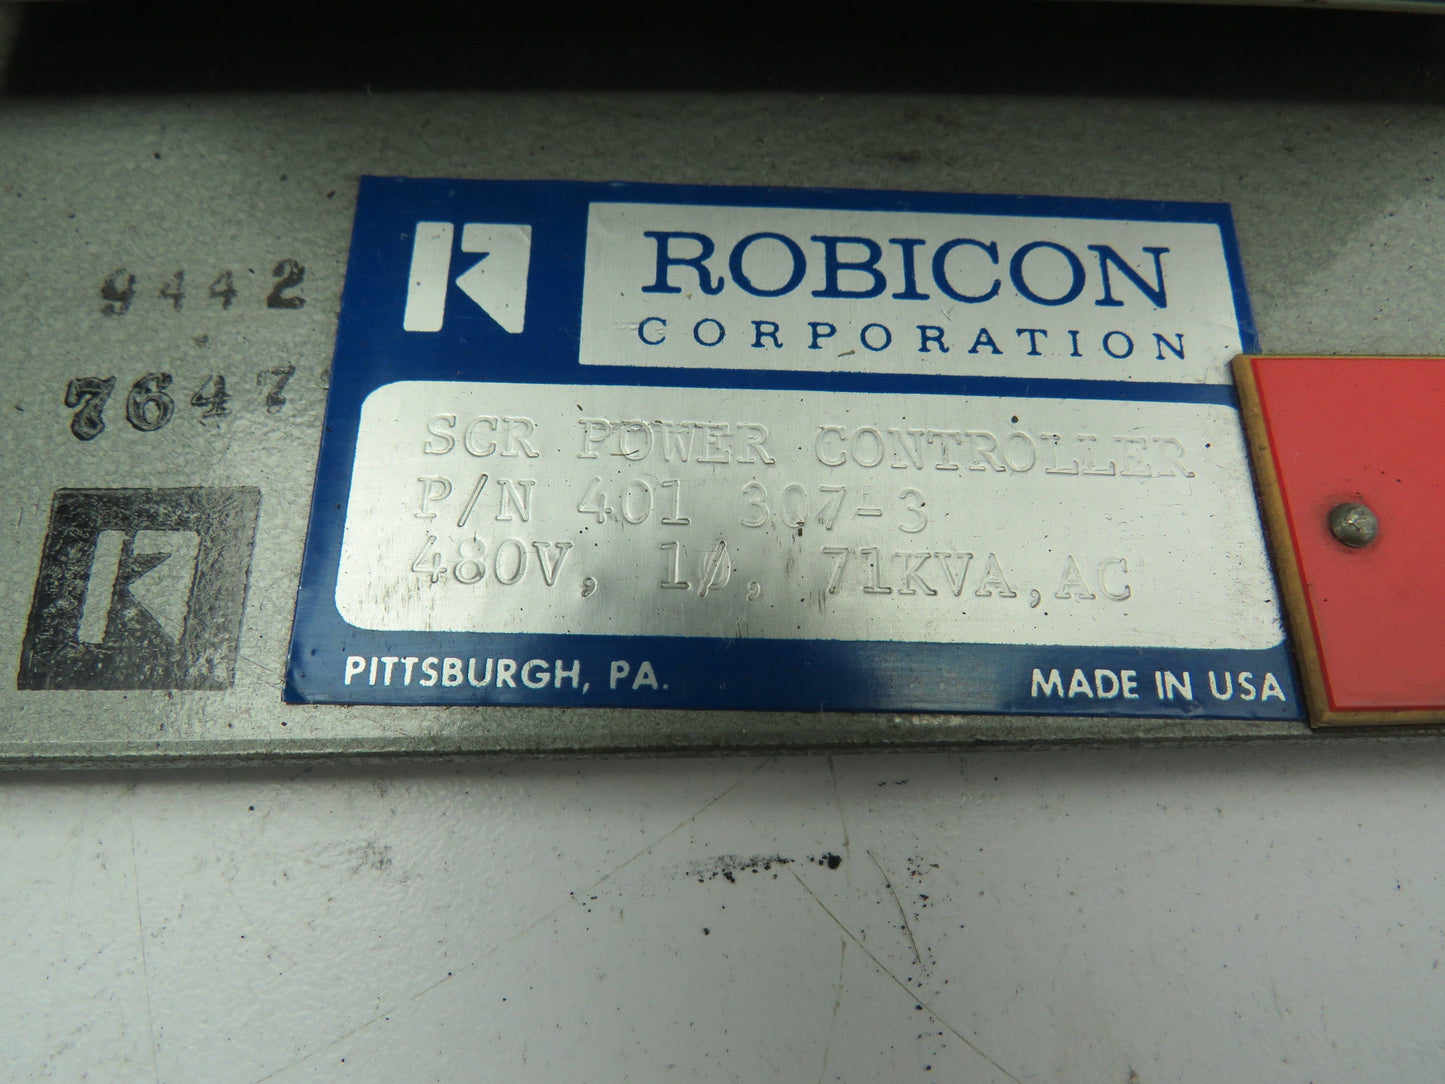 9442
7647
R
R
ROBICON
CORPORATION
SCR POWER CONTROLLER
P/N 401 307-3
480V, 1Ø, 71KVA, AC
PITTSBURGH, PA.
MADE IN USA